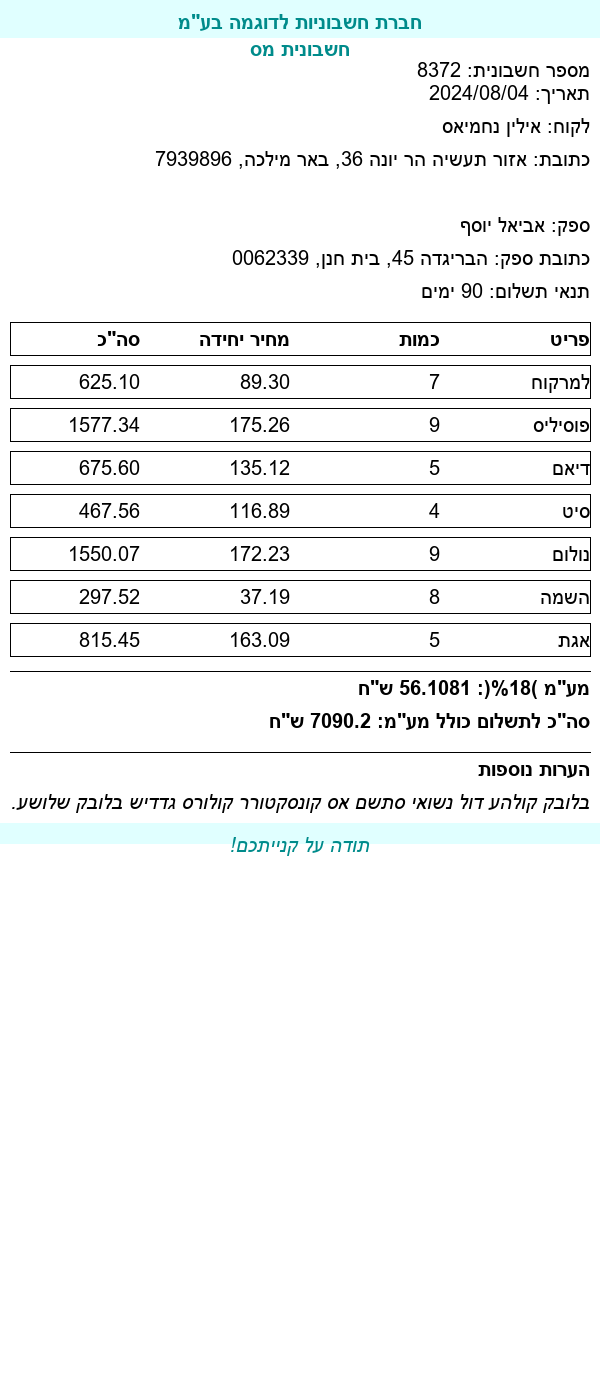 חברת חשבוניות לדוגמה בע"מ
חשבונית מס
מספר חשבונית: 8372
תאריך: 2024/08/04
לקוח: אילין נחמיאס
כתובת: אזור תעשיה הר יונה 36, באר מילכה, 7939896
ספק: אביאל יוסף
כתובת ספק: הבריגדה 45, בית חנן, 0062339
תנאי תשלום: 90 ימים
פריט כמות מחיר יחידה סה"כ
למרקוח 7 89.30 625.10
פוסיליס 9 175.26 1577.34
דיאם 5 135.12 675.60
סיט 4 116.89 467.56
נולום 9 172.23 1550.07
השמה 8 37.19 297.52
אגת 5 163.09 815.45
מע"מ )18%(: 56.1081 ש"ח
סה"כ לתשלום כולל מע"מ: 7090.2 ש"ח
הערות נוספות
בלובק קולהע דול נשואי סתשם אס קונסקטורר קולורס גדדיש בלובק שלושע.
תודה על קנייתכם!